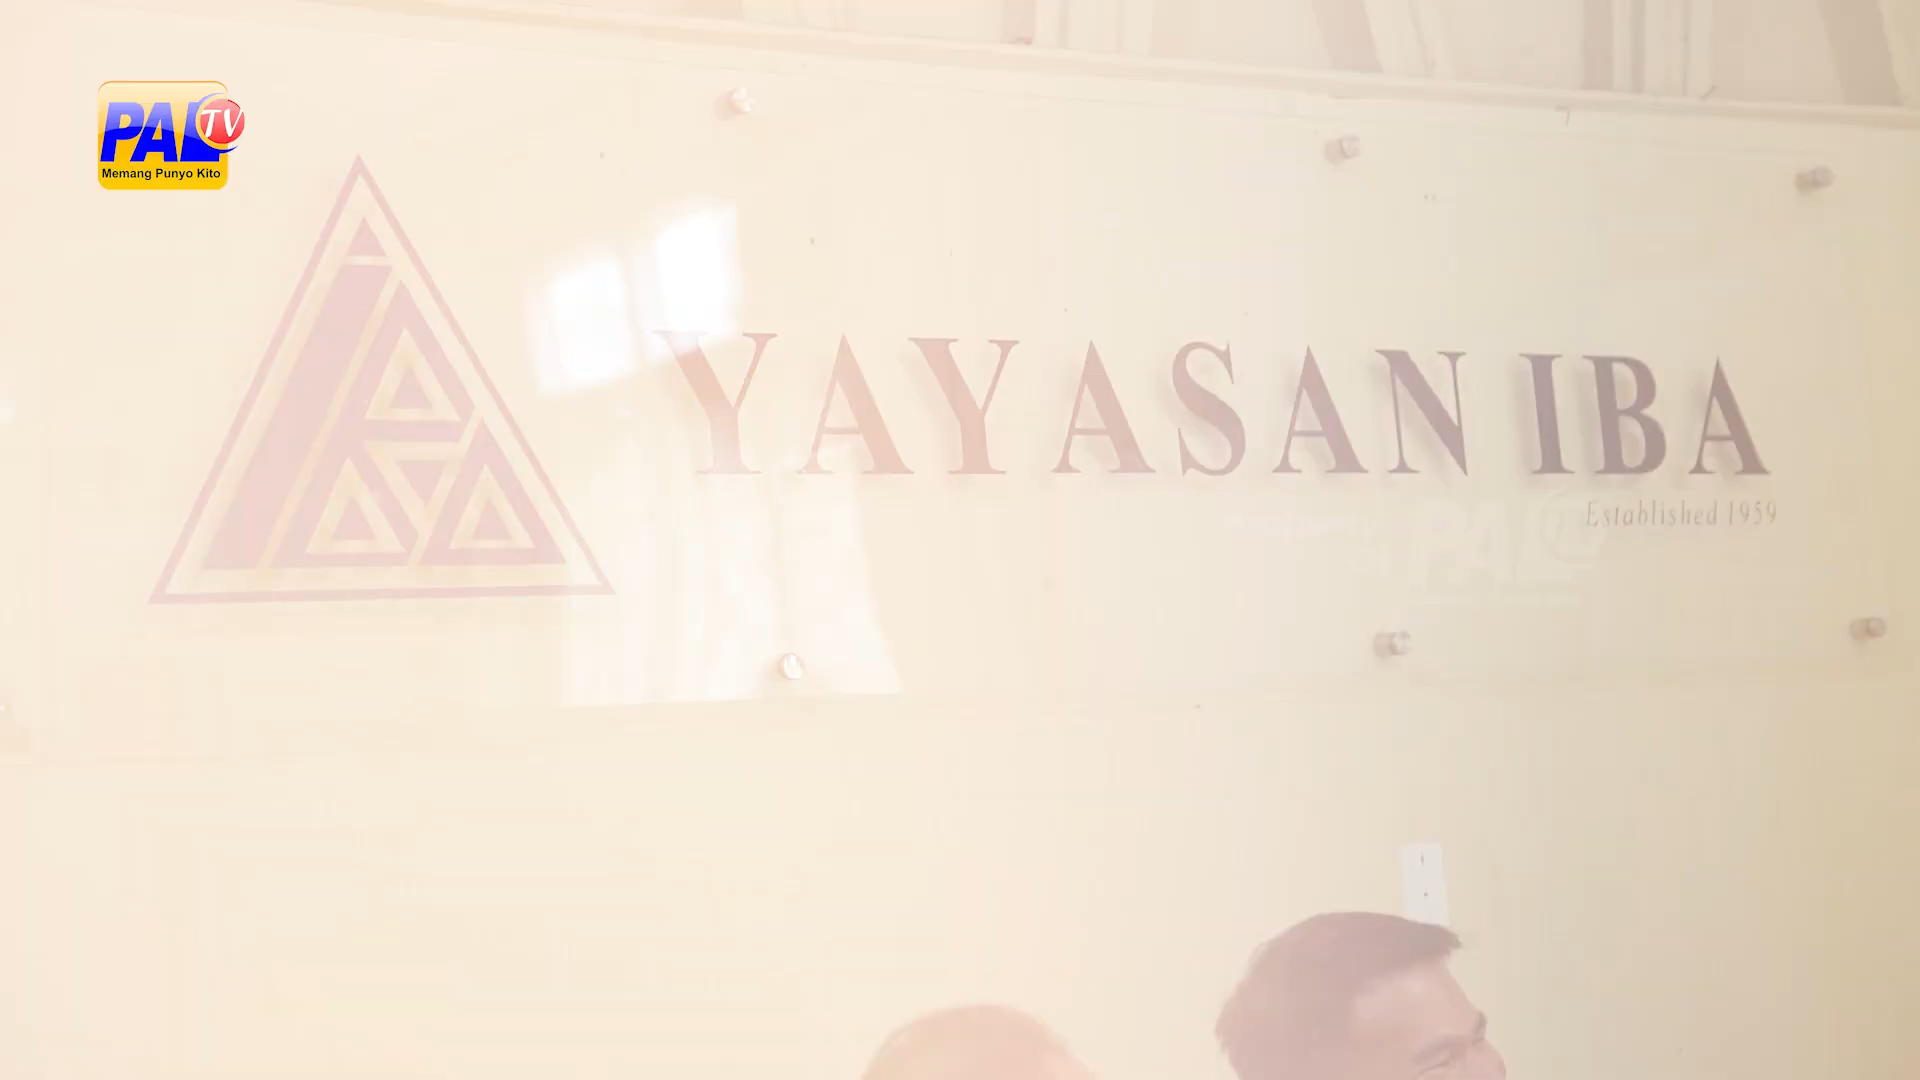 PAL TV
Memang Punyo Kito
YAYASAN IBA
Established 1959